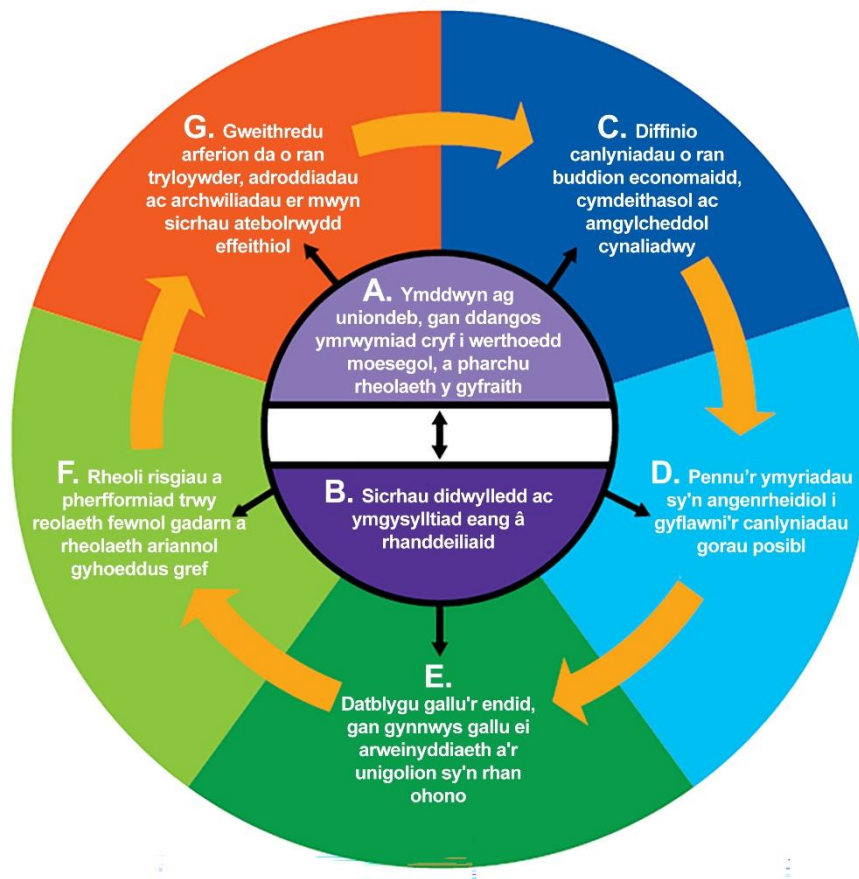 A. Ymddwyn ag
uniondeb, gan ddangos
ymrwymiad cryf i werthoedd
moesegol, a pharchu
rheolaeth y gyfraith
B. Sicrhau didwylledd ac
ymgysylltiad eang â
rhanddeiliaid
C. Diffinio
canlyniadau o ran
buddion economaidd,
cymdeithasol ac
amgylcheddol
cynaliadwy
D. Pennu’r ymyriadau
sy'n angenrheidiol i
gyflawni'r canlyniadau
gorau posibl
E.
Datblygu gallu'r endid,
gan gynnwys gallu ei
arweinyddiaeth a'r
unigolion sy'n rhan
ohono
F. Rheoli risgiau a
pherfformiad trwy
reolaeth fewnol gadarn a
rheolaeth ariannol
gyhoeddus gref
G. Gweithredu
arferion da o ran
tryloywder, adroddiadau
ac archwiliadau er mwyn
sicrhau atebolrwydd
effeithiol